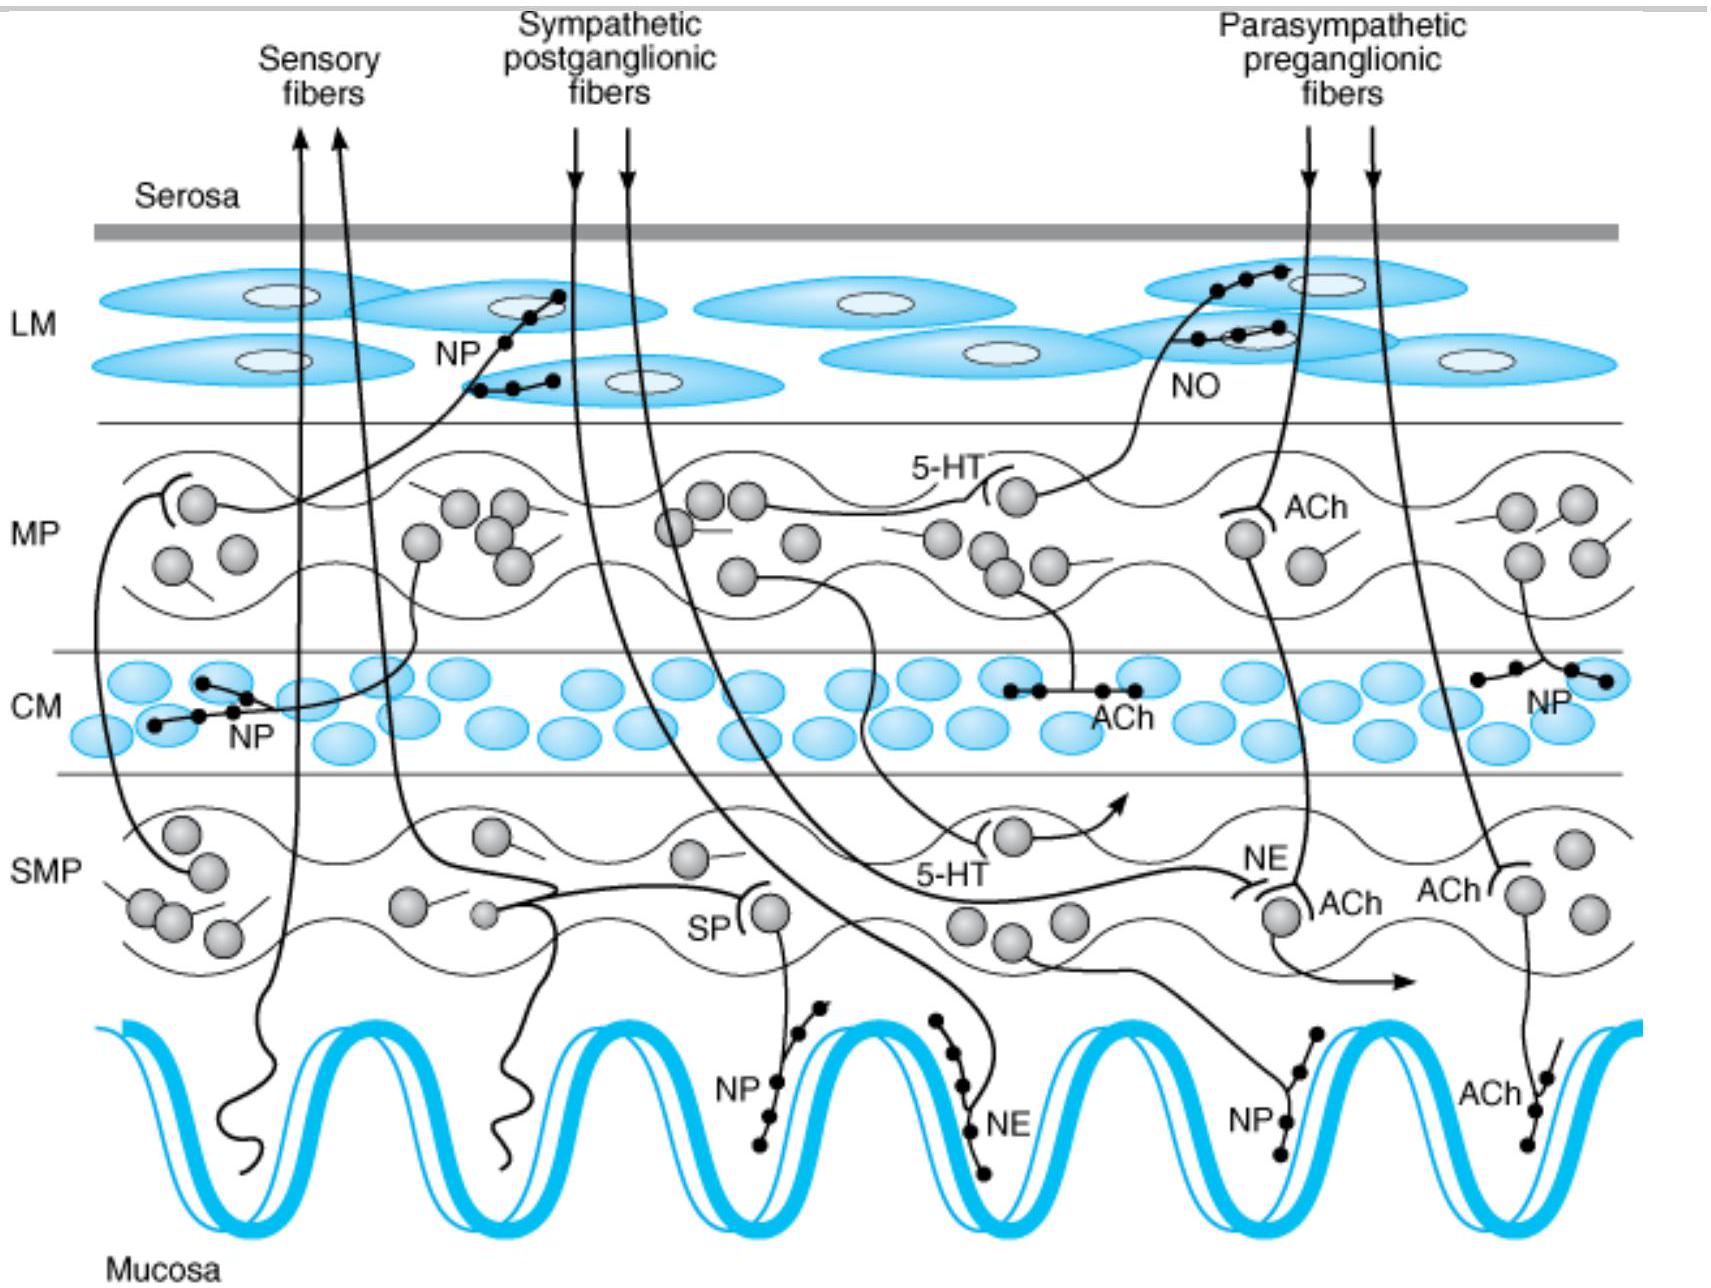 Sympathetic
postganglionic
fibers
Parasympathetic
preganglionic
fibers
Sensory
fibers
Serosa
LM
NP
NO
5-HT
ACh
MP
CM
NP
ACh
NP
SMP
5-HT
NE
ACh
ACh
SP
NP
NE
NP
ACh
Mucosa